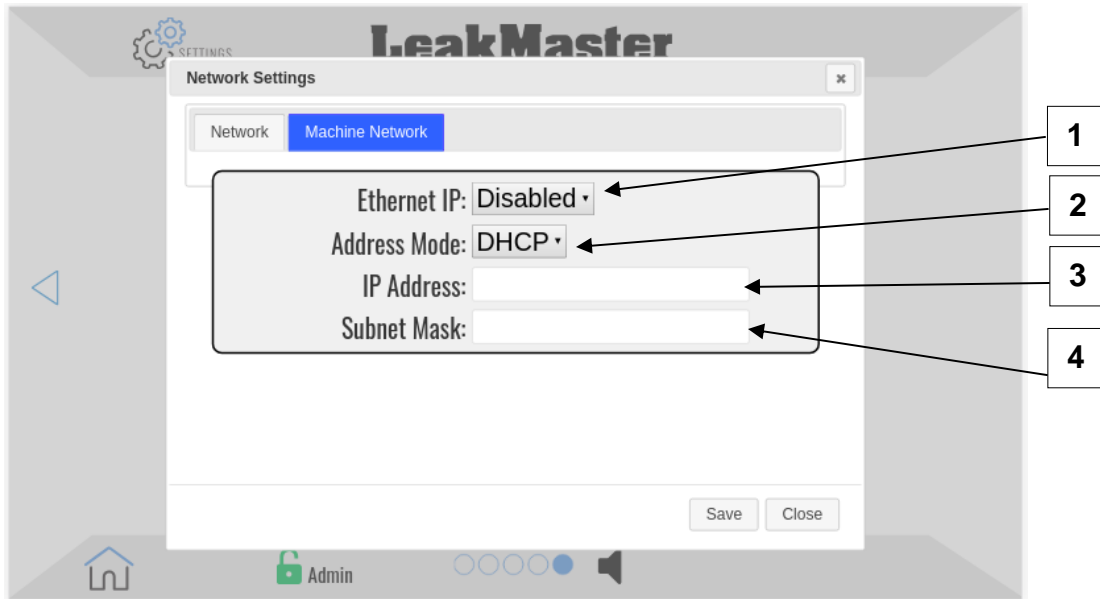 SETTINGS
LeakMaster
Network Settings
Network Machine Network
Ethernet IP: Disabled
Address Mode: DHCP
IP Address:
Subnet Mask:
Save Close
Admin
1
2
3
4